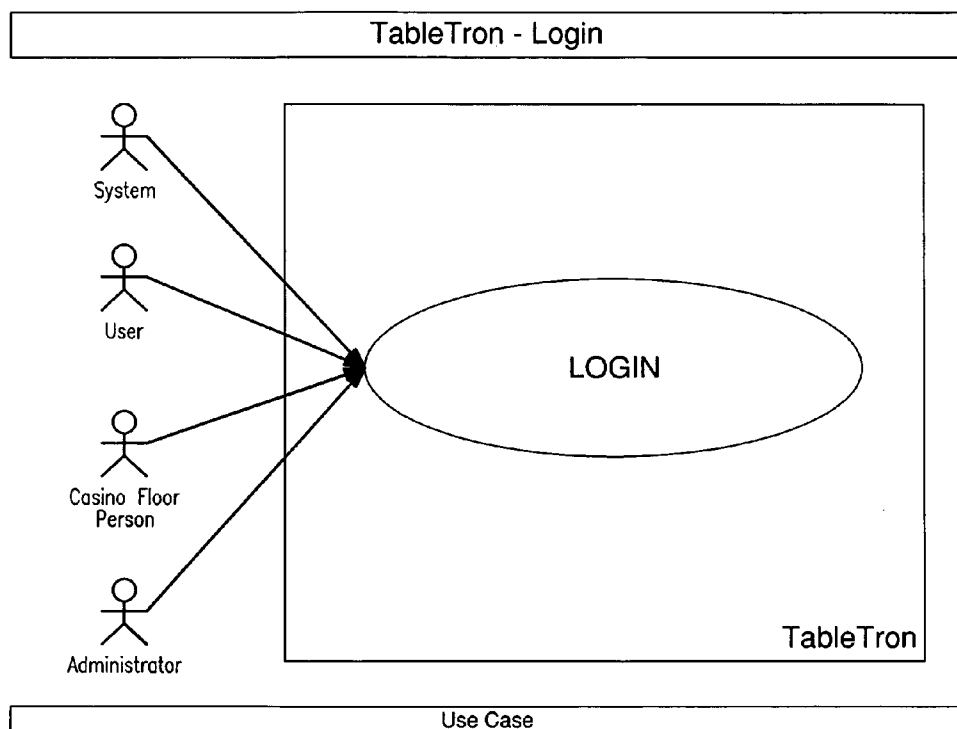 TableTron - Login
System
User
Casino Floor
Person
Administrator
LOGIN
TableTron
Use Case